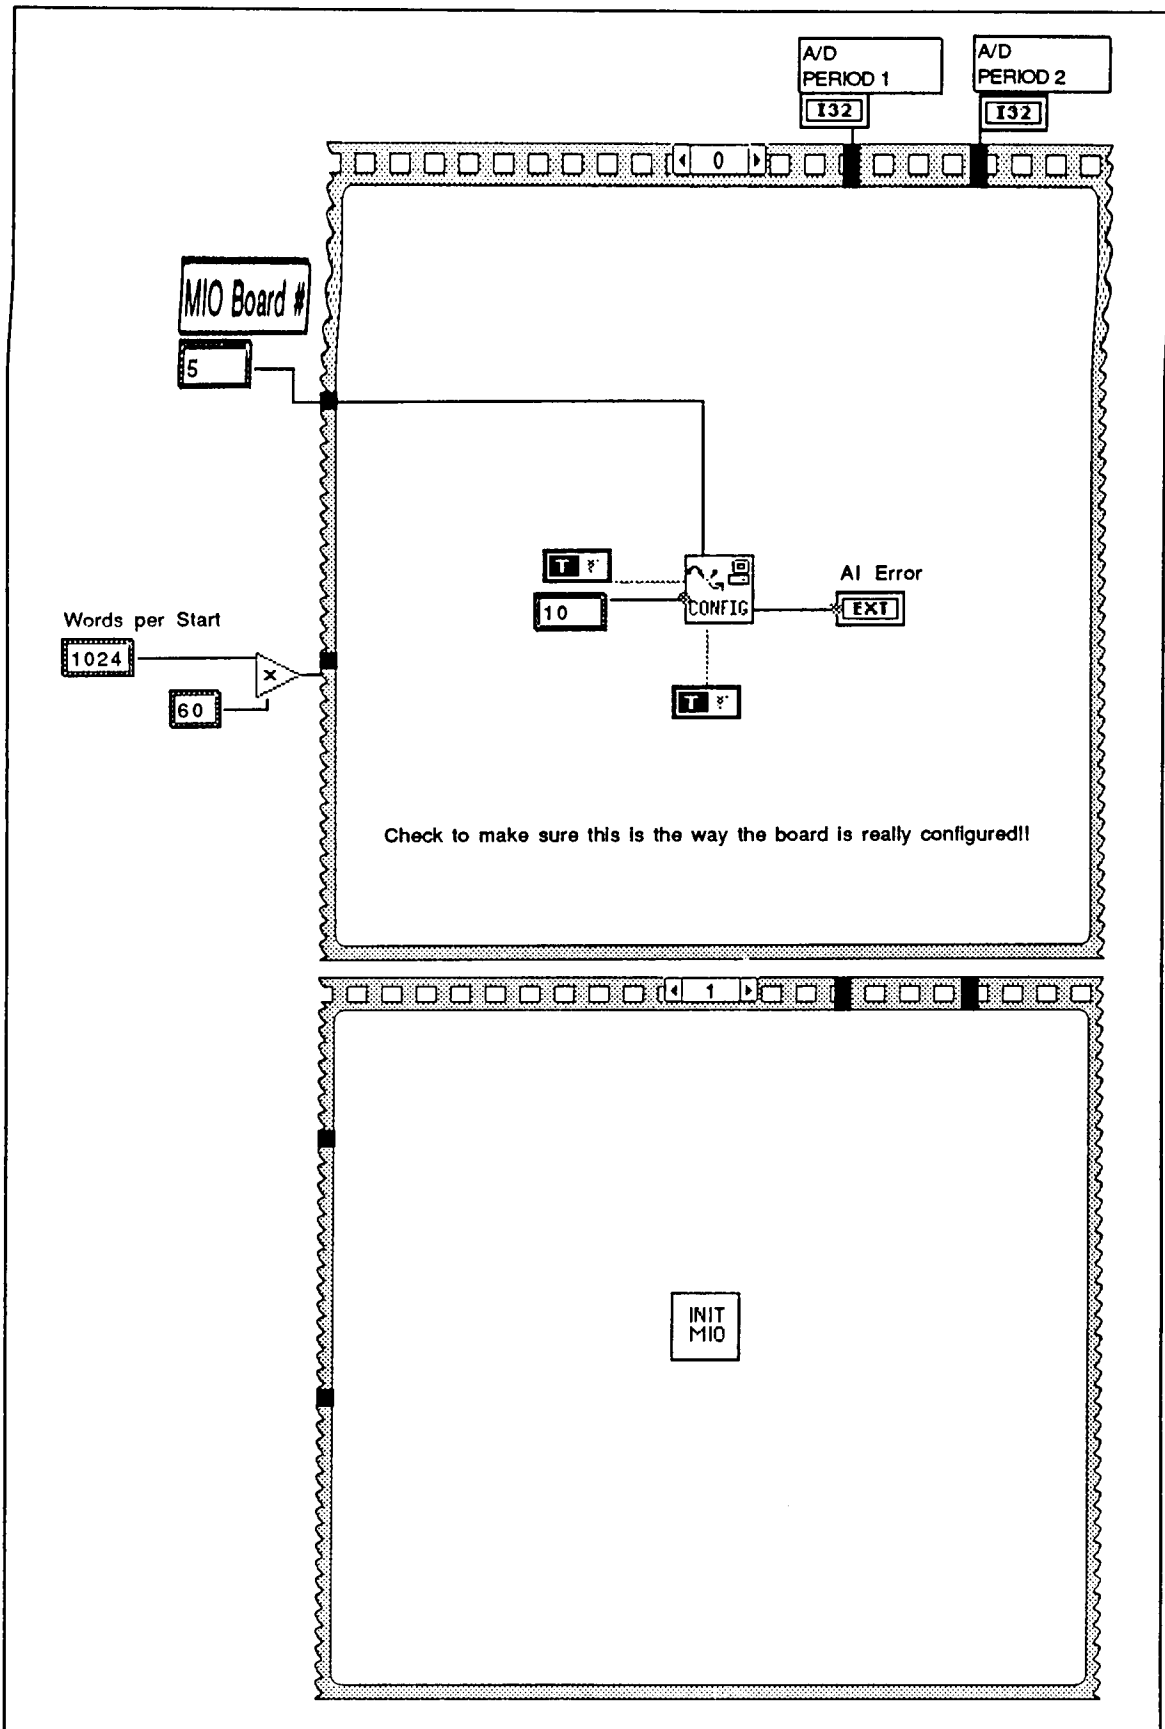 A/D
PERIOD 1
I32
A/D
PERIOD 2
I32
0
MIO Board #
5
T
10
CONFIG
AI Error
EXT
Words per Start
1024
x
60
T
Check to make sure this is the way the board is really configured!!
1
INIT
MIO